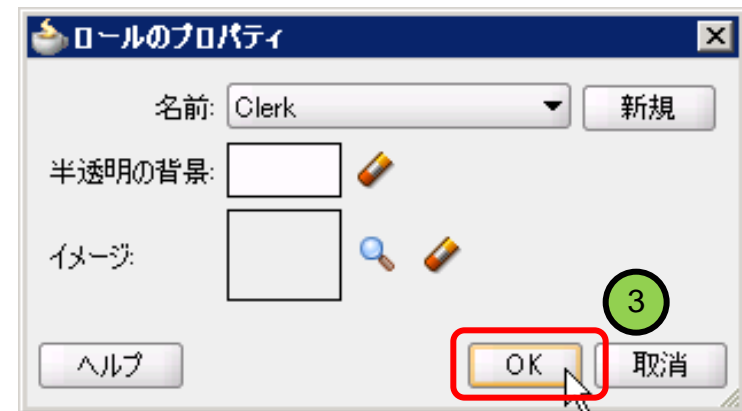 ロールのプロパティ
名前: Clerk 新規
半透明の背景:
イメージ:
3
ヘルプ OK 取消